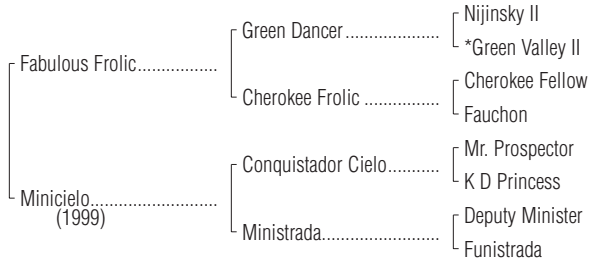 Nijinsky II
Green Dancer.....................
*Green Valley II
Fabulous Frolic.................
Cherokee Fellow
Cherokee Frolic ................
Fauchon
Mr. Prospector
Conquistador Cielo...........
K D Princess
Minicielo...........................
(1999)
Deputy Minister
Ministrada.........................
Funistrada